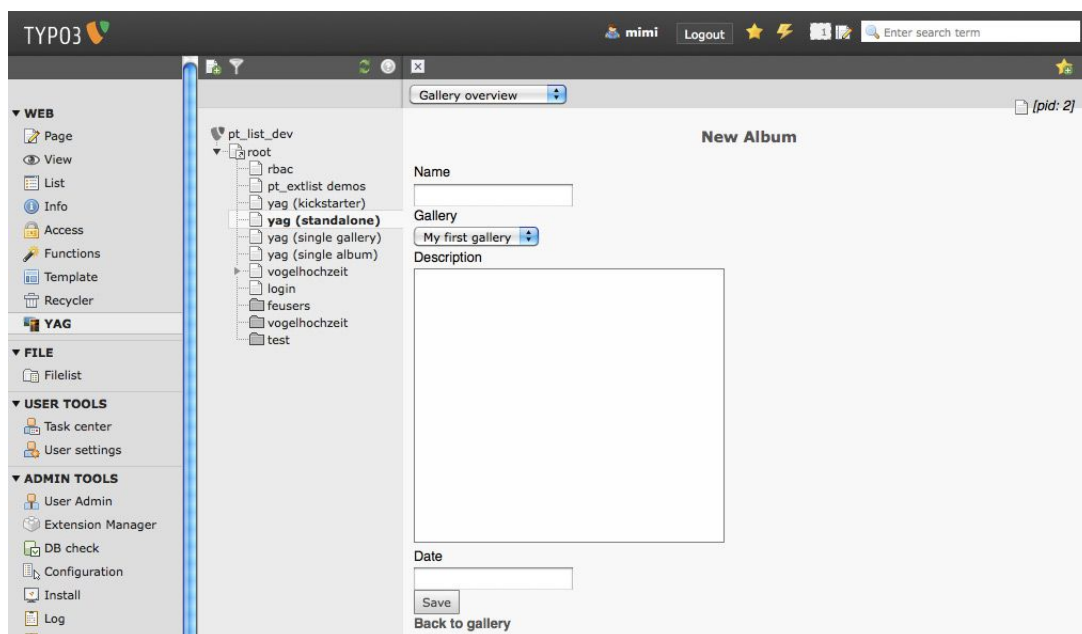 TYPO3
mimi
Logout
1
Enter search term
Gallery overview
[pid: 2]
WEB
Page
View
List
Info
Access
Functions
Template
Recycler
YAG
FILE
Filelist
USER TOOLS
Task center
User settings
ADMIN TOOLS
User Admin
Extension Manager
DB check
Configuration
Install
Log
pt_list_dev
root
rbac
pt_extlist demos
yag (kickstarter)
yag (standalone)
yag (single gallery)
yag (single album)
vogelhochzeit
login
feusers
vogelhochzeit
test
New Album
Name
Gallery
My first gallery
Description
Date
Save
Back to gallery